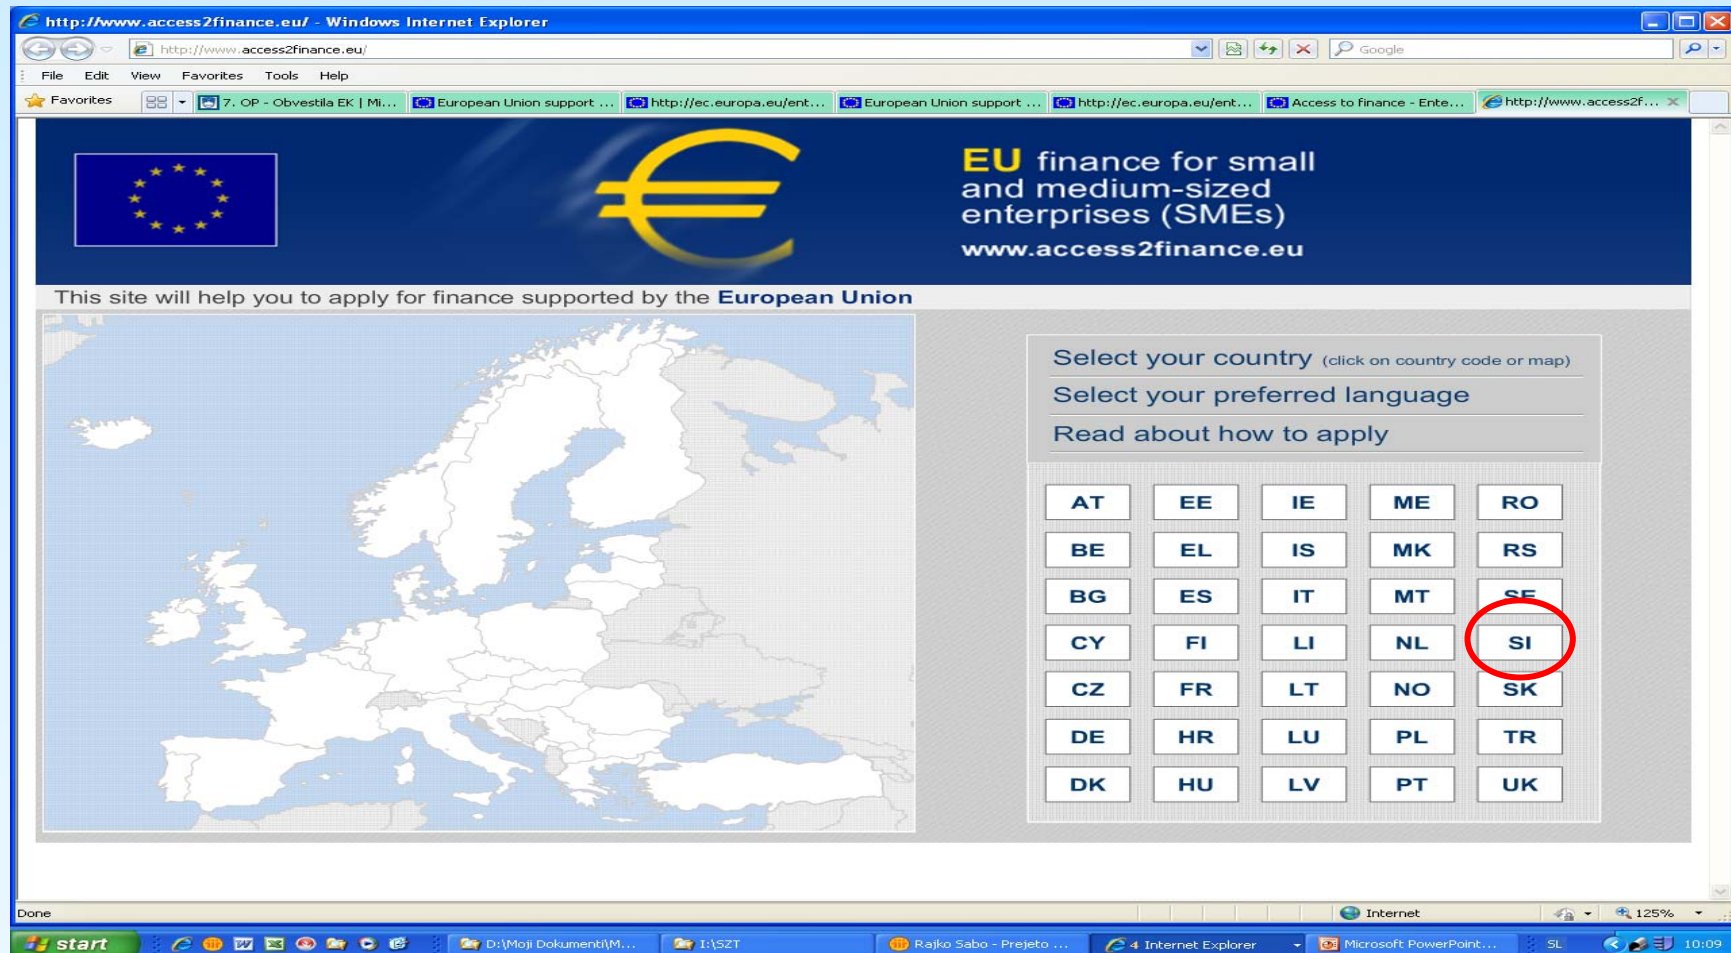 http://www.access2finance.eu/ - Windows Internet Explorer
http://www.access2finance.eu/
Google
File Edit View Favorites Tools Help
Favorites
7. OP - Obvestila EK | Mi...
European Union support ...
http://ec.europa.eu/ent...
European Union support ...
http://ec.europa.eu/ent...
Access to finance - Ente...
http://www.access2f...
EU finance for small
and medium-sized
enterprises (SMEs)
www.access2finance.eu
This site will help you to apply for finance supported by the European Union
Select your country (click on country code or map)
Select your preferred language
Read about how to apply
AT EE IE ME RO
BE EL IS MK RS
BG ES IT MT SE
CY FI LI NL SI
CZ FR LT NO SK
DE HR LU PL TR
DK HU LV PT UK
Done
Internet
125%
start
D:\Moji Dokumenti\M...
I:\SZT
Rajko Sabo - Prejeto ...
4 Internet Explorer
Microsoft PowerPoint...
SL
10:09